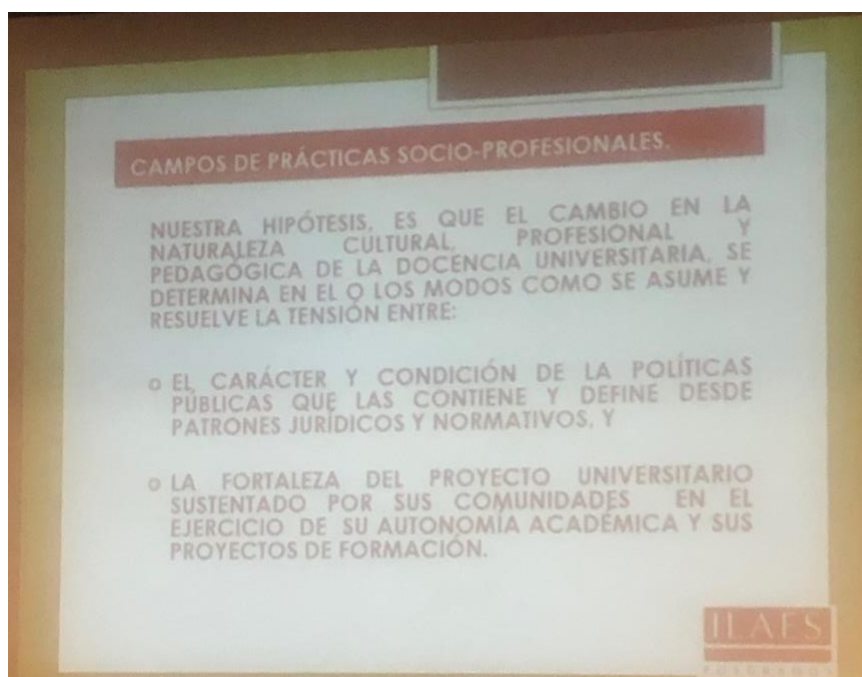 CAMPOS DE PRÁCTICAS SOCIO-PROFESIONALES.
NUESTRA HIPÓTESIS, ES QUE EL CAMBIO EN LA
NATURALEZA CULTURAL, PROFESIONAL Y
PEDAGÓGICA DE LA DOCENCIA UNIVERSITARIA, SE
DETERMINA EN EL O LOS MODOS COMO SE ASUME Y
RESUELVE LA TENSIÓN ENTRE:
EL CARÁCTER Y CONDICIÓN DE LA POLÍTICAS
PÚBLICAS QUE LAS CONTIENE Y DEFINE DESDE
PATRONES JURÍDICOS Y NORMATIVOS, Y
LA FORTALEZA DEL PROYECTO UNIVERSITARIO
SUSTENTADO POR SUS COMUNIDADES EN EL
EJERCICIO DE SU AUTONOMÍA ACADÉMICA Y SUS
PROYECTOS DE FORMACIÓN.
ILAES